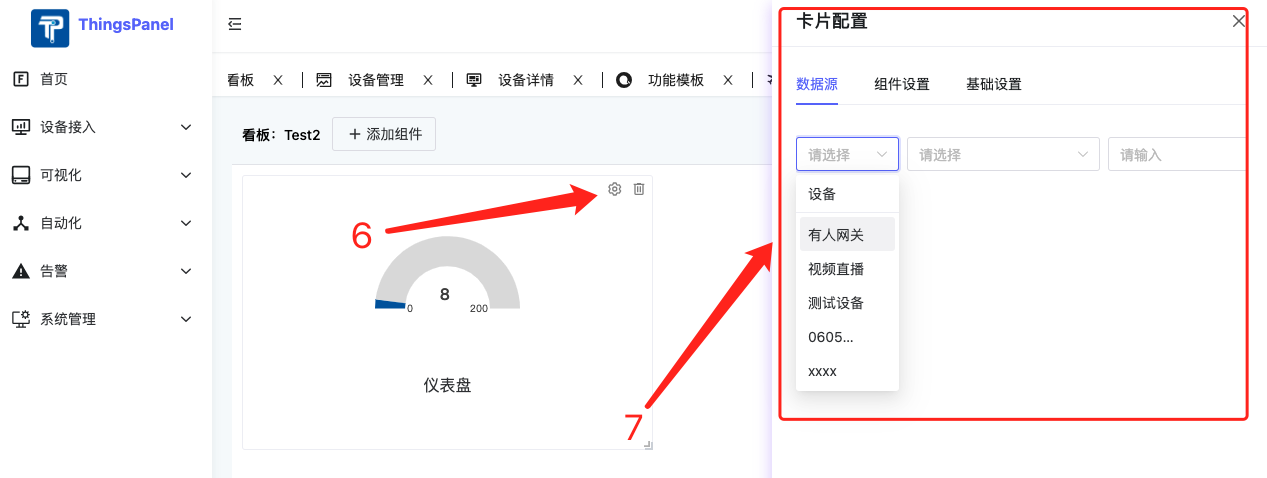 ThingsPanel
首页
设备接入
可视化
自动化
告警
系统管理
看板
设备管理
设备详情
功能模板
看板：Test2
添加组件
6
8
0
200
仪表盘
7
卡片配置
数据源
组件设置
基础设置
请选择
请选择
请输入
设备
有人网关
视频直播
测试设备
0605...
xxxx